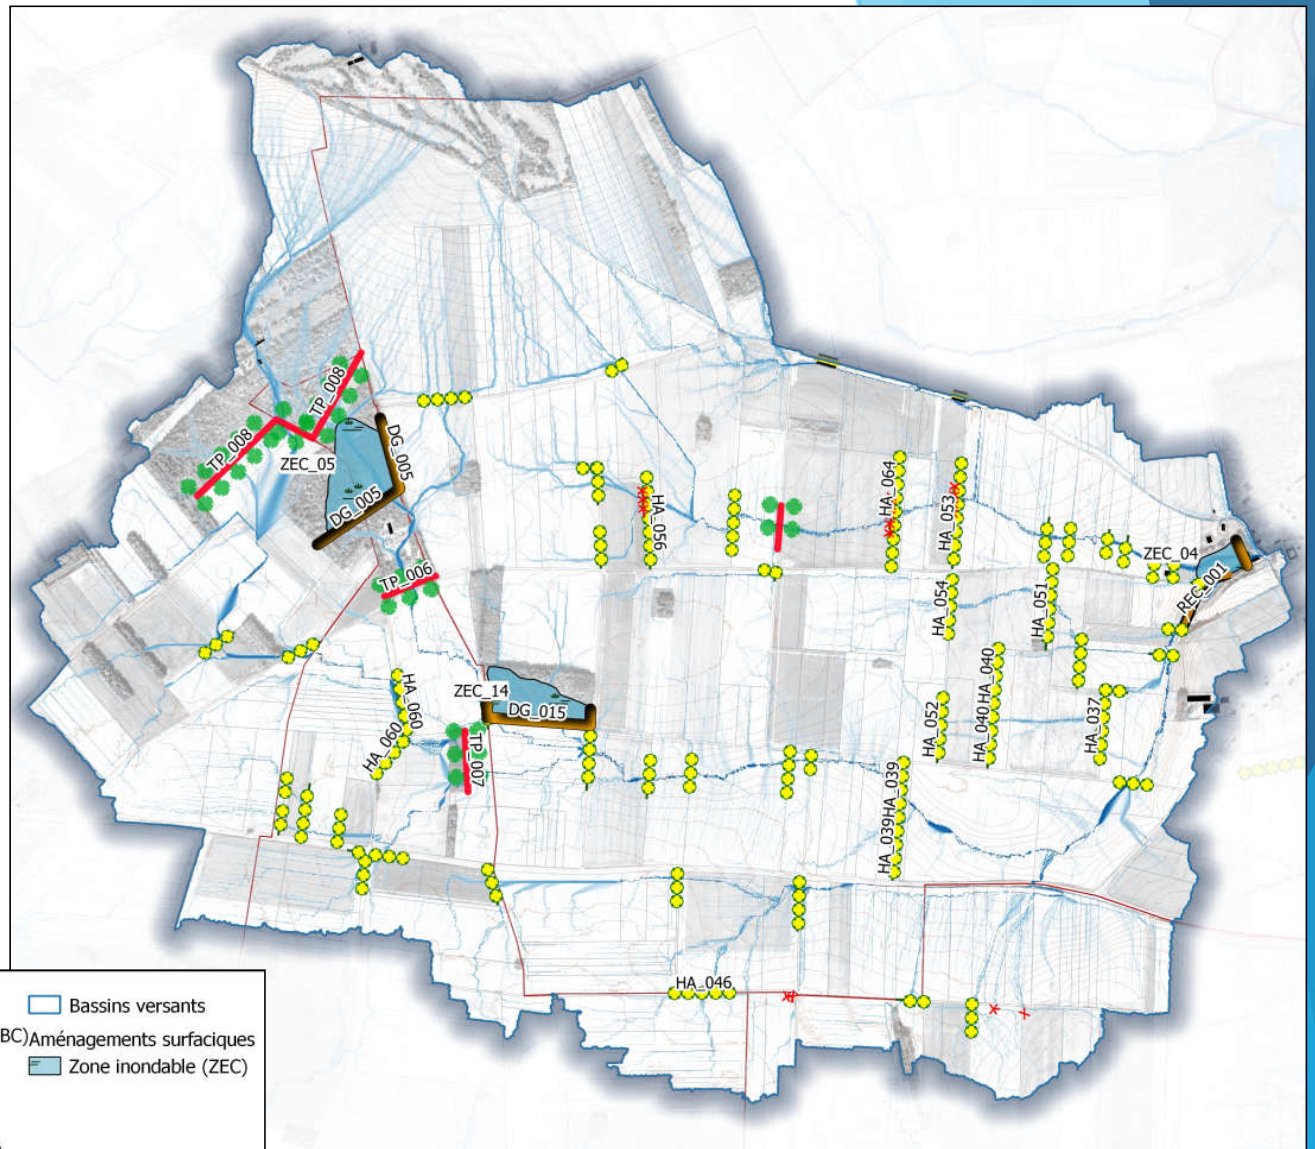 TP_008
TP_008
ZEC_05
DG_005
DG_005
HA_064
HA_056
HA_053
ZEC_04
TP_006
HA_054
HA_051
REC_001
HA_060
HA_060
ZEC_14
DG_015
TP_007
HA_040
HA_040
HA_052
HA_037
HA_039
HA_039
HA_046
Bassins versants
BC)Aménagements surfaciques
Zone inondable (ZEC)